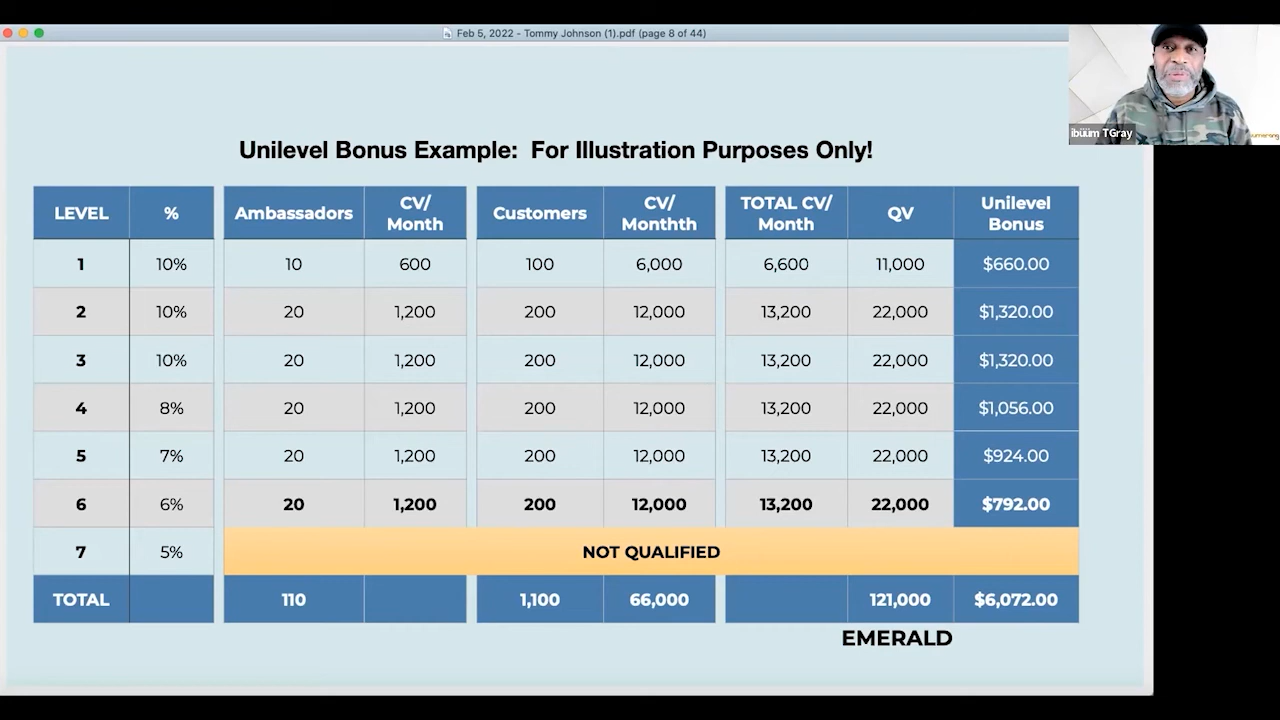 Feb 5, 2022 - Tommy Johnson (1).pdf (page 8 of 44)
ibüüm TGray
Unilevel Bonus Example: For Illustration Purposes Only!
LEVEL % Ambassadors CV/ Month Customers CV/ Monthth TOTAL CV/ Month QV Unilevel Bonus
1 10% 10 600 100 6,000 6,600 11,000 $660.00
2 10% 20 1,200 200 12,000 13,200 22,000 $1,320.00
3 10% 20 1,200 200 12,000 13,200 22,000 $1,320.00
4 8% 20 1,200 200 12,000 13,200 22,000 $1,056.00
5 7% 20 1,200 200 12,000 13,200 22,000 $924.00
6 6% 20 1,200 200 12,000 13,200 22,000 $792.00
7 5% NOT QUALIFIED
TOTAL 110 1,100 66,000 121,000 $6,072.00
EMERALD